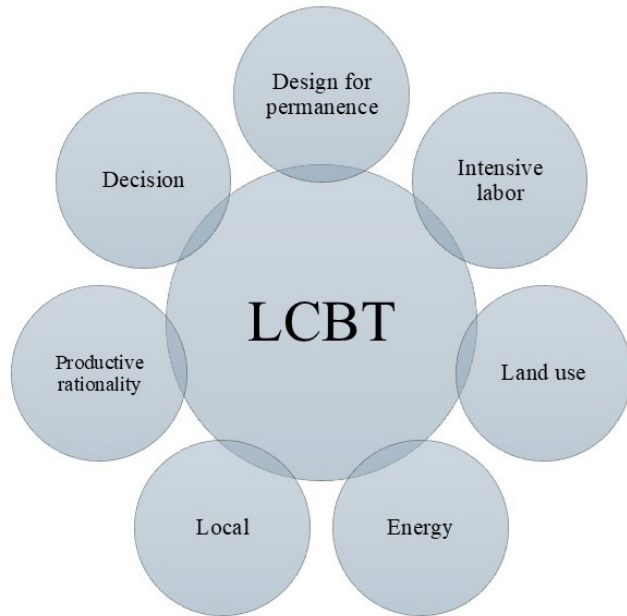 Design for
permanence
Intensive
labor
Land use
Energy
Local
Productive
rationality
Decision
LCBT